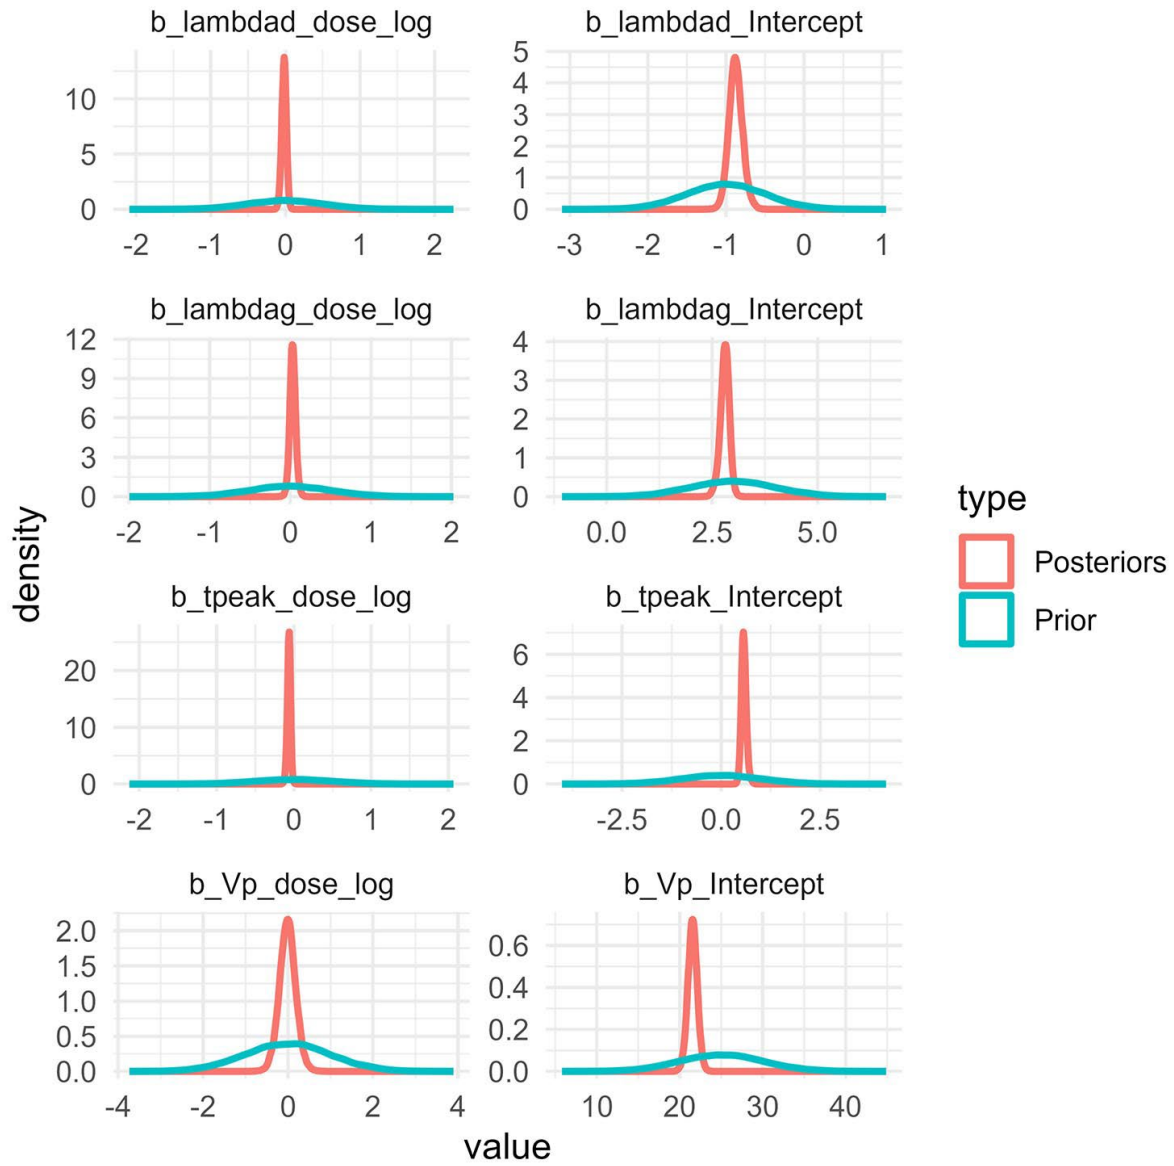 b_lambdad_dose_log b_lambdad_Intercept
10
5
0
-2 -1 0 1 2
5
4
3
2
1
0
-3 -2 -1 0 1
b_lambdag_dose_log b_lambdag_Intercept
12
9
6
3
0
-2 -1 0 1 2
4
3
2
1
0
0.0 2.5 5.0
b_tpeak_dose_log b_tpeak_Intercept
20
10
0
-2 -1 0 1 2
6
4
2
0
-2.5 0.0 2.5
b_Vp_dose_log b_Vp_Intercept
2.0
1.5
1.0
0.5
0.0
-4 -2 0 2 4
0.6
0.4
0.2
0.0
10 20 30 40
density
value
type
Posteriors
Prior